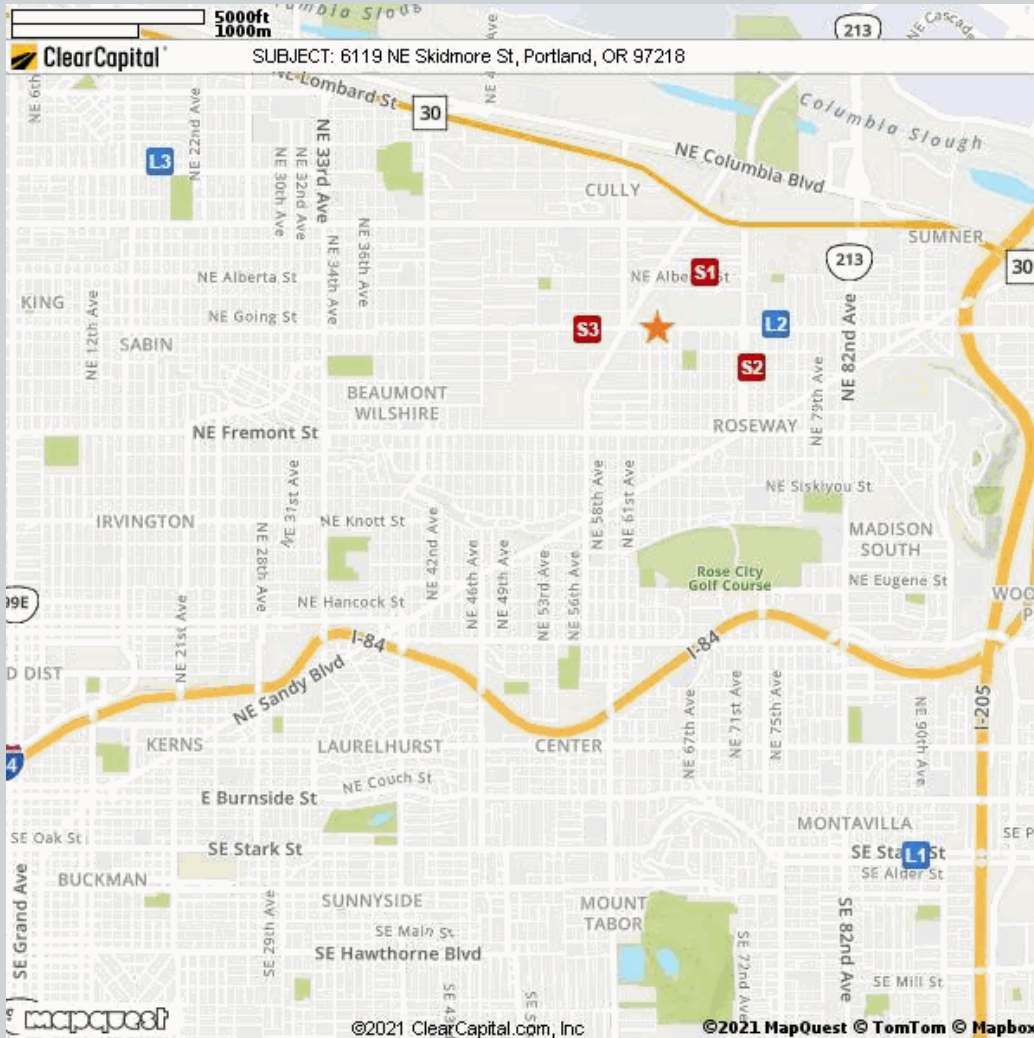 5000ft
1000m
ClearCapital
SUBJECT: 6119 NE Skidmore St, Portland, OR 97218
Columbia Slough
213
NE 6th
NE 22nd Ave
L3
NE Lombard St
30
NE Columbia Blvd
Columbia Slough
NE 33rd Ave
NE 30th Ave
NE 32nd Ave
NE 34th Ave
NE 36th Ave
CULLY
SUMNER
213
30
KING
NE 12th Ave
NE Alberta St
S1
NE Going St
SABIN
S3
L2
S2
NE 82nd Ave
NE 79th Ave
BEAUMONT
WILSHIRE
ROSEWAY
NE Fremont St
IRVINGTON
NE 31st Ave
NE 28th Ave
NE Knott St
NE 42nd Ave
NE 46th Ave
NE 49th Ave
NE 53rd Ave
NE 56th Ave
NE 58th Ave
NE 61st Ave
NE Siskiyou St
MADISON
SOUTH
Rose City
Golf Course
NE Eugene St
99E
NE Hancock St
NE 21st Ave
I-84
I-84
D DIST
NE Sandy Blvd
KERNS
LAURELHURST
CENTER
NE 67th Ave
NE 71st Ave
NE 75th Ave
NE 90th Ave
I-205
4
NE Couch St
E Burnside St
MONTAVILLA
SE Oak St
SE Stark St
L1
SE Alder St
BUCKMAN
SE Grand Ave
SE 29th Ave
SUNNYSIDE
SE Main St
SE Hawthorne Blvd
MOUNT
TABOR
SE 72nd Ave
SE 82nd Ave
SE Mill St
mapquest
©2021 ClearCapital.com, Inc
©2021 MapQuest © TomTom © Mapbox